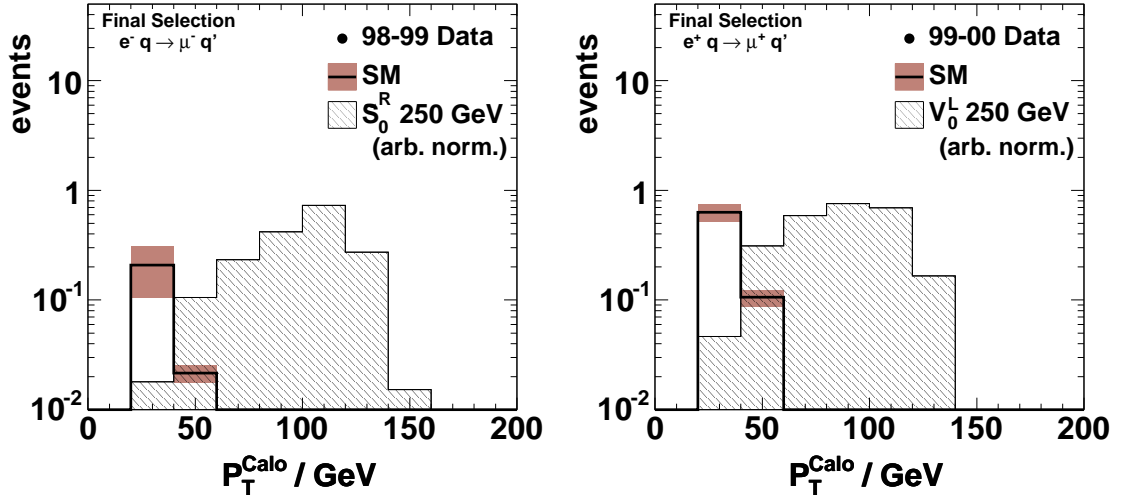 Final Selection
e⁻ q → μ⁻ q’
98-99 Data
SM
S₀ᴿ 250 GeV
(arb. norm.)
events
10
1
10⁻¹
10⁻²
0 50 100 150 200
P_T^Calo / GeV
Final Selection
e⁺ q → μ⁺ q’
99-00 Data
SM
V₀ᴸ 250 GeV
(arb. norm.)
events
10
1
10⁻¹
10⁻²
0 50 100 150 200
P_T^Calo / GeV